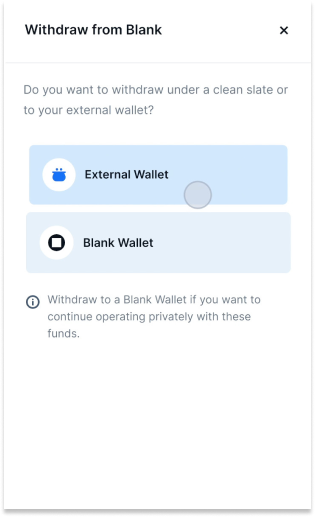 Withdraw from Blank
Do you want to withdraw under a clean slate or
to your external wallet?
External Wallet
Blank Wallet
Withdraw to a Blank Wallet if you want to
continue operating privately with these
funds.